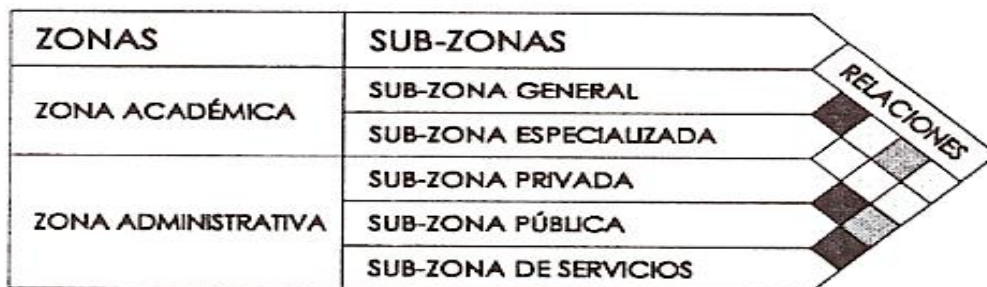 ZONAS SUB-ZONAS
RELACIONES
ZONA ACADÉMICA
SUB-ZONA GENERAL
SUB-ZONA ESPECIALIZADA
ZONA ADMINISTRATIVA
SUB-ZONA PRIVADA
SUB-ZONA PÚBLICA
SUB-ZONA DE SERVICIOS